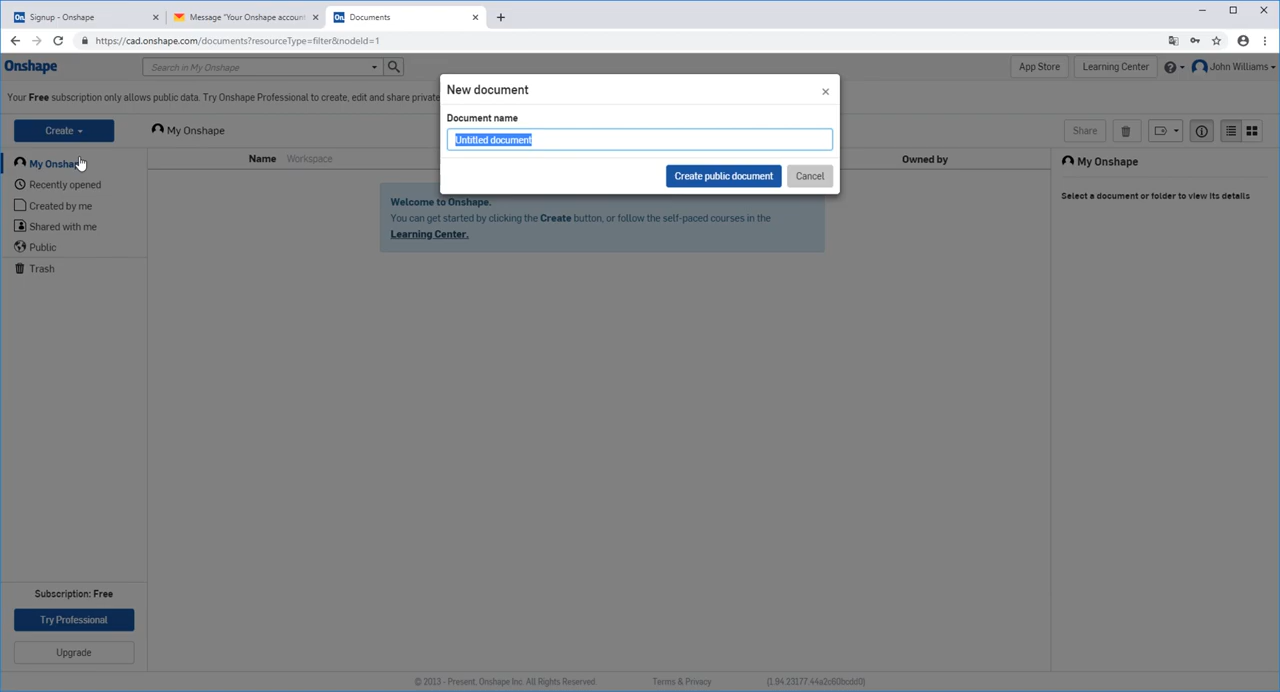 Signup - Onshape
Message "Your Onshape accoun
Documents
https://cad.onshape.com/documents?resourceType=filter&nodeId=1
Onshape
Search in My Onshape
App Store
Learning Center
John Williams
Your Free subscription only allows public data. Try Onshape Professional to create, edit and share private
New document
Document name
Untitled document
Create public document
Cancel
Create
My Onshape
Share
My Onshape
Recently opened
Created by me
Shared with me
Public
Trash
Name
Workspace
Owned by
Welcome to Onshape.
You can get started by clicking the Create button, or follow the self-paced courses in the
Learning Center.
My Onshape
Select a document or folder to view its details
Subscription: Free
Try Professional
Upgrade
© 2013 - Present, Onshape Inc. All Rights Reserved
Terms & Privacy
(1.94.23177.44a2c60bcdd0)